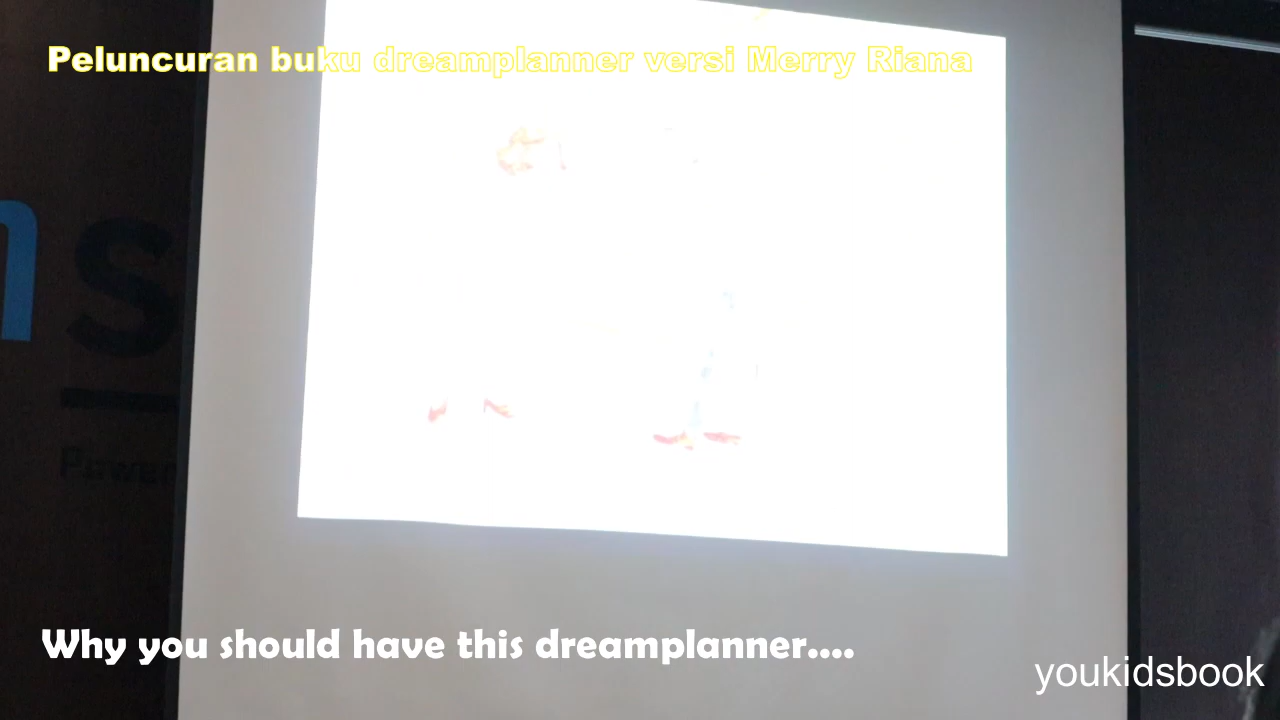 Peluncuran buku dreamplanner versi Merry Riana
Why you should have this dreamplanner....
youkidsbook